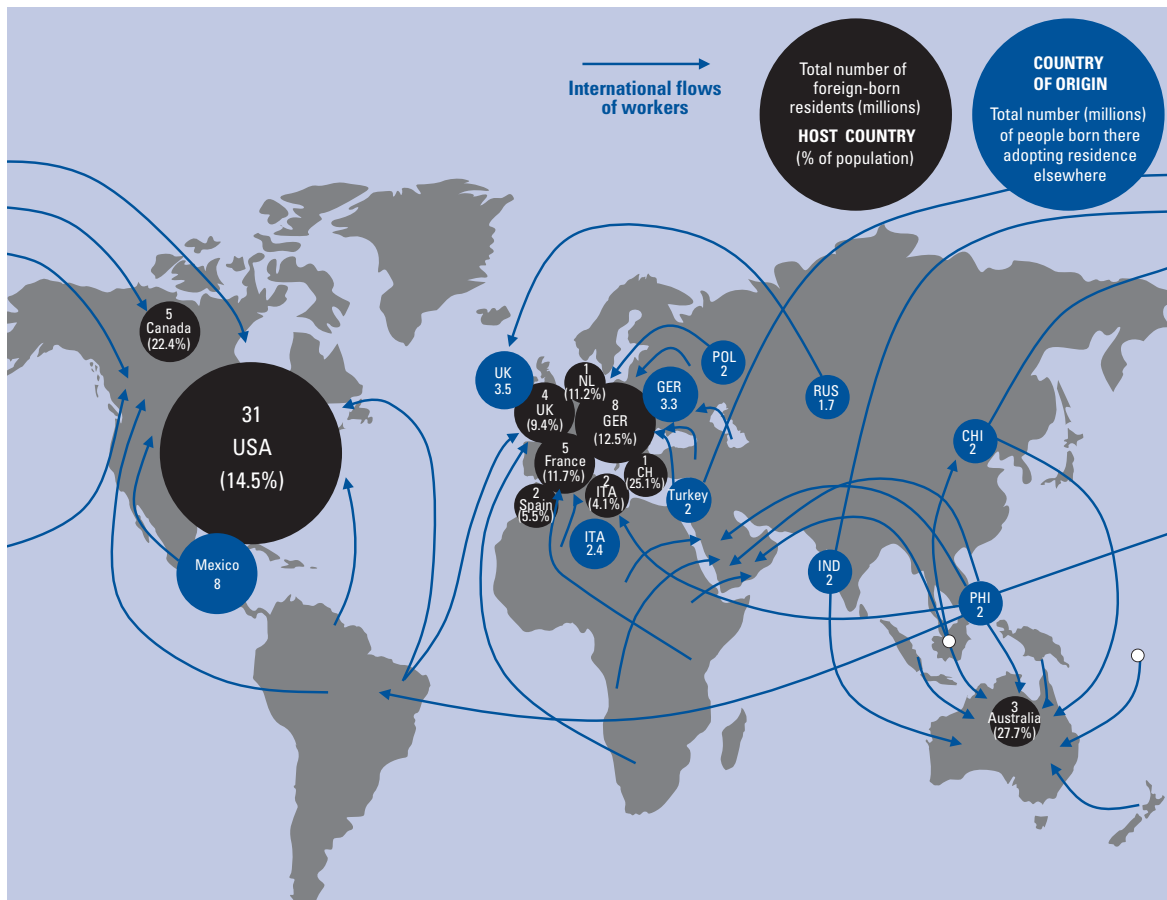 International flows
of workers
Total number of
foreign-born
residents (millions)
HOST COUNTRY
(% of population)
COUNTRY
OF ORIGIN
Total number (millions)
of people born there
adopting residence
elsewhere
5
Canada
(22.4%)
31
USA
(14.5%)
Mexico
8
UK
3.5
4
UK
(9.4%)
1
NL
(11.2%)
8
GER
(12.5%)
GER
3.3
POL
2
RUS
1.7
5
France
(11.7%)
2
Spain
(5.5%)
2
ITA
(4.1%)
1
CH
(25.1%)
ITA
2.4
Turkey
2
CHI
2
IND
2
PHI
2
3
Australia
(27.7%)